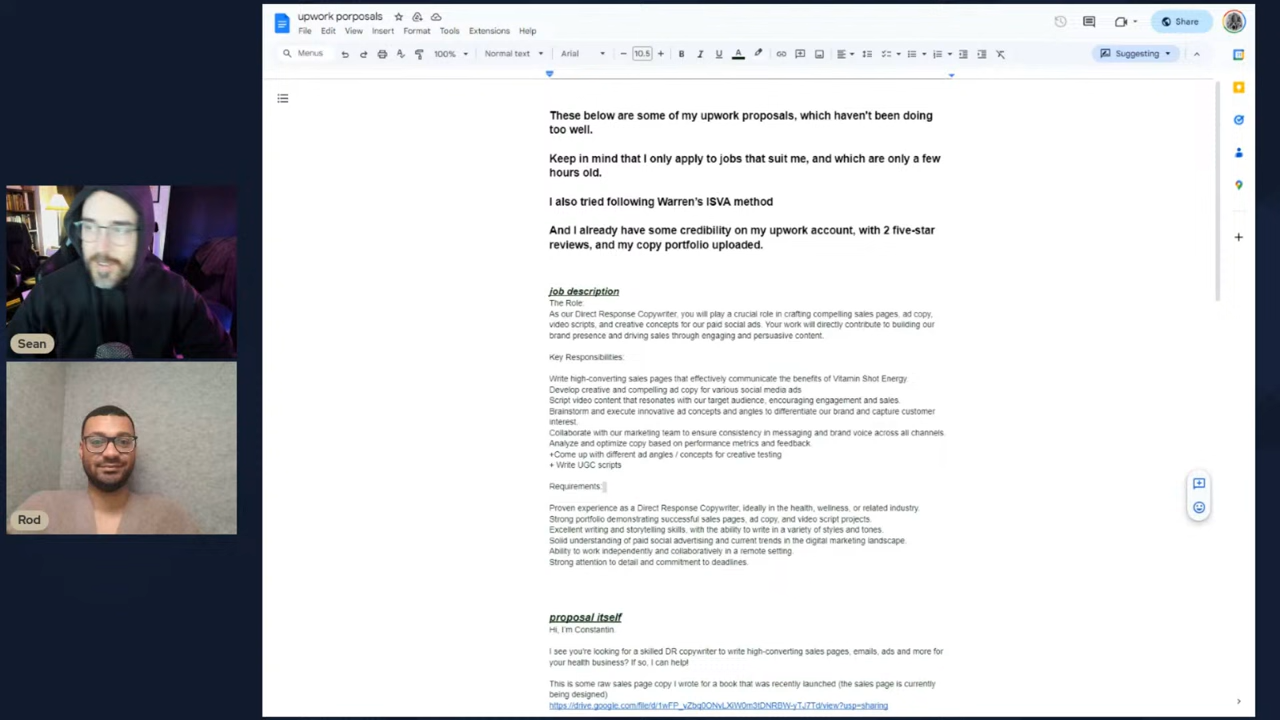 upwork porposals
File Edit View Insert Format Tools Extensions Help
Share
Menus
100%
Normal text
Arial
10.5
Suggesting
These below are some of my upwork proposals, which haven't been doing
too well.
Keep in mind that I only apply to jobs that suit me, and which are only a few
hours old.
I also tried following Warren's ISVA method
And I already have some credibility on my upwork account, with 2 five-star
reviews, and my copy portfolio uploaded.
job description
The Role:
As our Direct Response Copywriter, you will play a crucial role in crafting compelling sales pages, ad copy,
video scripts, and creative concepts for our paid social ads. Your work will directly contribute to building our
brand presence and driving sales through engaging and persuasive content.
Key Responsibilities:
Write high-converting sales pages that effectively communicate the benefits of Vitamin Shot Energy
Develop creative and compelling ad copy for various social media ads
Script video content that resonates with our target audience, encouraging engagement and sales.
Brainstorm and execute innovative ad concepts and angles to differentiate our brand and capture customer
interest.
Collaborate with our marketing team to ensure consistency in messaging and brand voice across all channels.
Analyze and optimize copy based on performance metrics and feedback.
+Come up with different ad angles / concepts for creative testing
+ Write UGC scripts
Requirements:
Proven experience as a Direct Response Copywriter, ideally in the health, wellness, or related industry.
Strong portfolio demonstrating successful sales pages, ad copy, and video script projects.
Excellent writing and storytelling skills, with the ability to write in a variety of styles and tones.
Solid understanding of paid social advertising and current trends in the digital marketing landscape.
Ability to work independently and collaboratively in a remote setting.
Strong attention to detail and commitment to deadlines.
proposal itself
Hi, I'm Constantin.
I see you're looking for a skilled DR copywriter to write high-converting sales pages, emails, ads and more for
your health business? If so, I can help!
This is some raw sales page copy I wrote for a book that was recently launched (the sales page is currently
being designed)
Sean
Rod